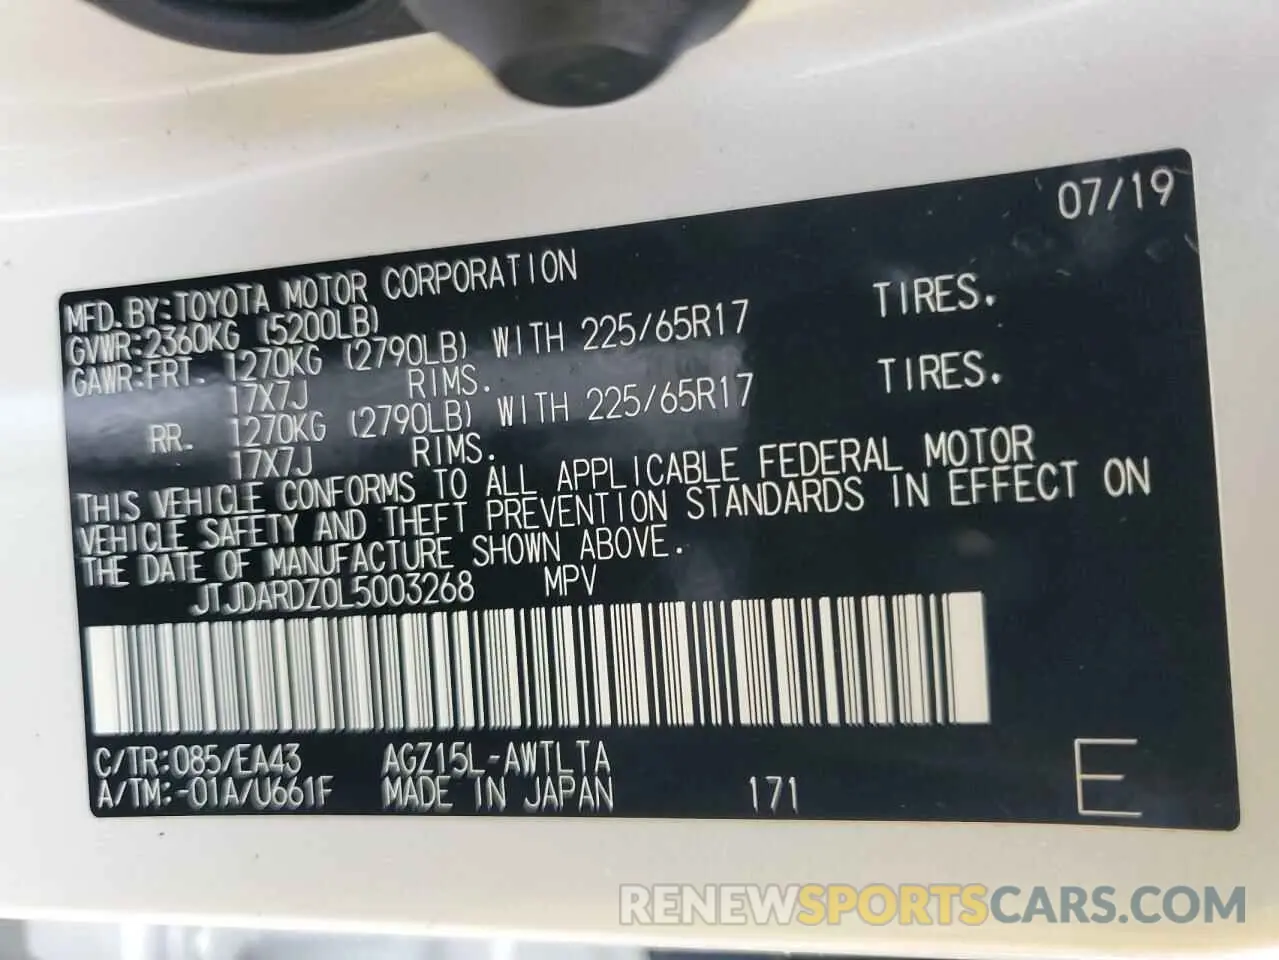 07/19
MFD. BY: TOYOTA MOTOR CORPORATION
GVWR: 2360KG (5200LB)
GAWR: FRT. 1270KG (2790LB) WITH 225/65R17 TIRES.
17X7J RIMS.
RR. 1270KG (2790LB) WITH 225/65R17 TIRES.
17X7J RIMS.
THIS VEHICLE CONFORMS TO ALL APPLICABLE FEDERAL MOTOR
VEHICLE SAFETY AND THEFT PREVENTION STANDARDS IN EFFECT ON
THE DATE OF MANUFACTURE SHOWN ABOVE.
JTJDARDZ0L5003268 MPV
C/TR: 085/EA43 AGZ15L-AWTLTA
A/TM: -01A/U661F MADE IN JAPAN 171 E
RENEWSPORTSCARS.COM